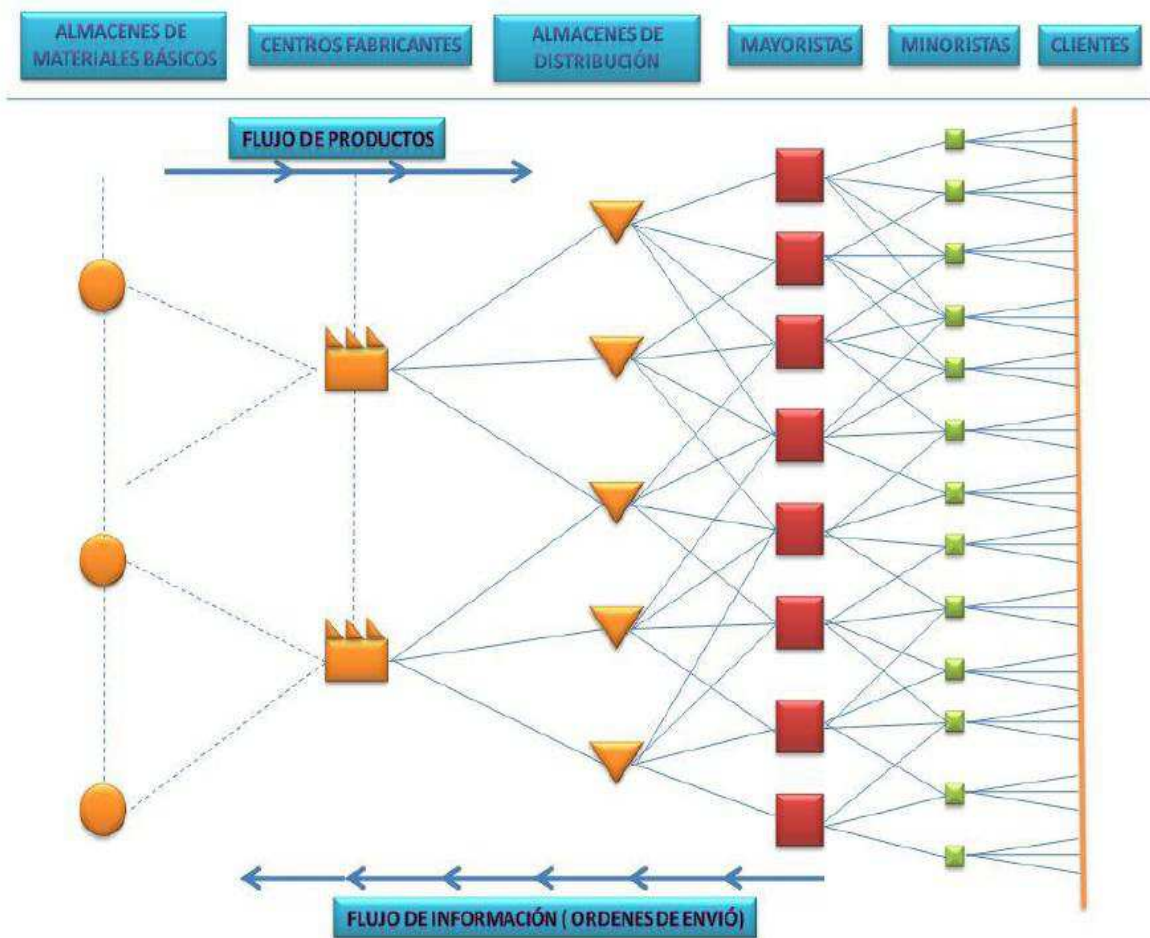 ALMACENES DE
MATERIALES BÁSICOS
CENTROS FABRICANTES
ALMACENES DE
DISTRIBUCIÓN
MAYORISTAS
MINORISTAS
CLIENTES
FLUJO DE PRODUCTOS
FLUJO DE INFORMACIÓN ( ORDENES DE ENVIÓ)